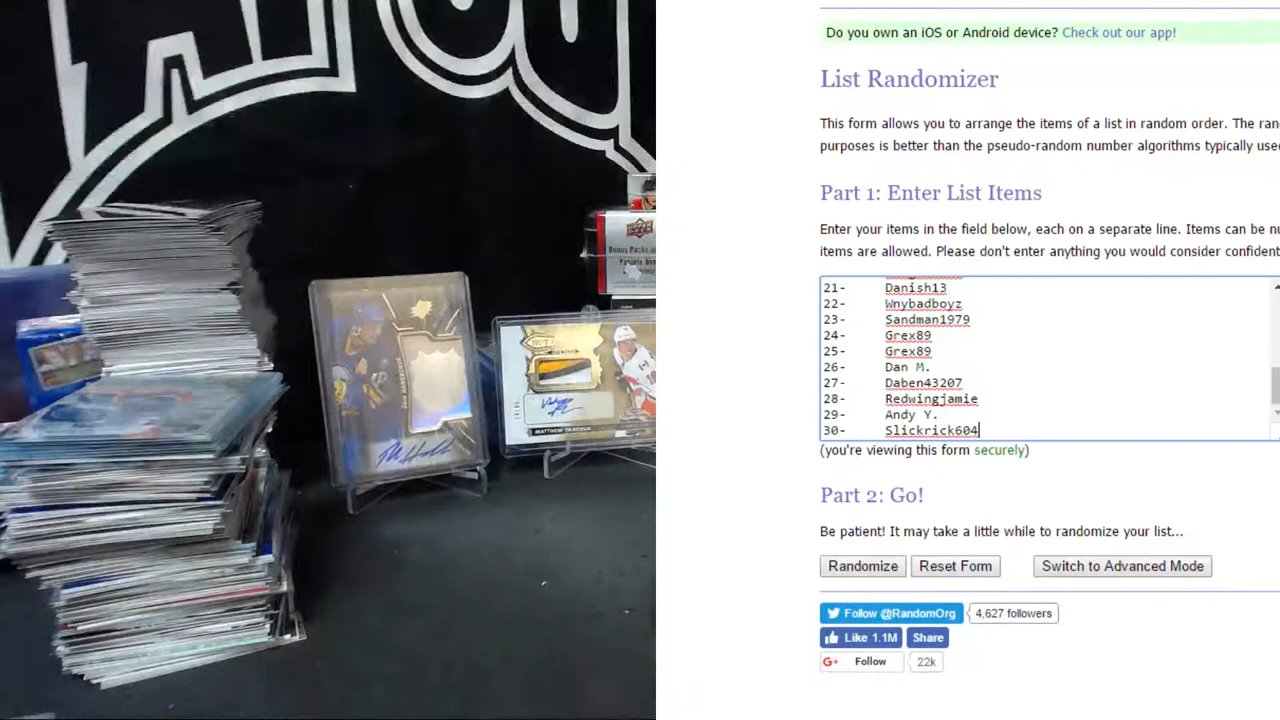 Do you own an iOS or Android device? Check out our app!
List Randomizer
This form allows you to arrange the items of a list in random order. The ran
purposes is better than the pseudo-random number algorithms typically used
Part 1: Enter List Items
Enter your items in the field below, each on a separate line. Items can be nu
items are allowed. Please don't enter anything you would consider confident
21- Danish13
22- Wnybadboyz
23- Sandman1979
24- Grex89
25- Grex89
26- Dan M.
27- Daben43207
28- Redwingjamie
29- Andy Y.
30- Slickrick604
(you're viewing this form securely)
Part 2: Go!
Be patient! It may take a little while to randomize your list...
Randomize Reset Form Switch to Advanced Mode
Follow @RandomOrg 4,627 followers
Like 1.1M Share
G+ Follow 22k
Bonus Packs
MATTHEW TKACHUK